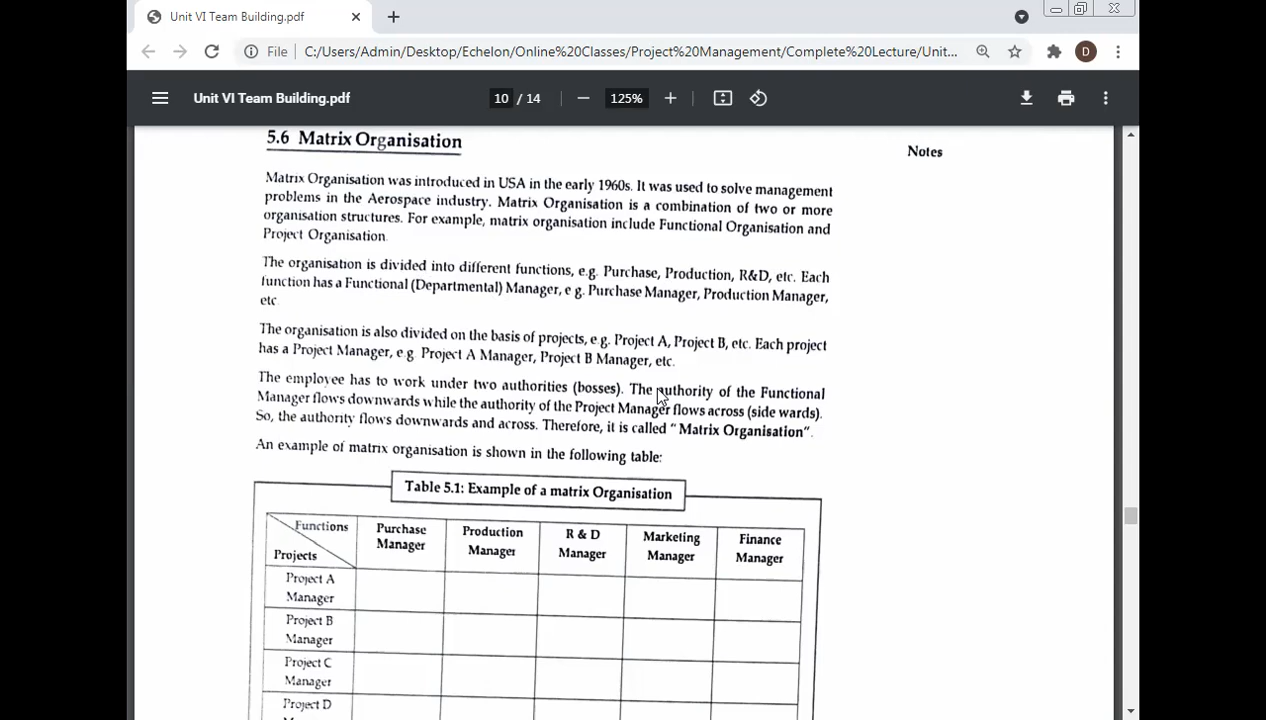 Unit VI Team Building.pdf
File
C:/Users/Admin/Desktop/Echelon/Online%20Classes/Project%20Management/Complete%20Lecture/Unit...
D
Unit VI Team Building.pdf
10 / 14
125%
5.6 Matrix Organisation
Notes
Matrix Organisation was introduced in USA in the early 1960s. It was used to solve management
problems in the Aerospace industry. Matrix Organisation is a combination of two or more
organisation structures. For example, matrix organisation include Functional Organisation and
Project Organisation.
The organisation is divided into different functions, e.g. Purchase, Production, R&D, etc. Each
function has a Functional (Departmental) Manager, e g. Purchase Manager, Production Manager,
etc
The organisation is also divided on the basis of projects, e.g. Project A, Project B, etc. Each project
has a Project Manager, e.g. Project A Manager, Project B Manager, etc.
The employee has to work under two authorities (bosses). The authority of the Functional
Manager flows downwards while the authority of the Project Manager flows across (side wards).
So, the authority flows downwards and across. Therefore, it is called "Matrix Organisation".
An example of matrix organisation is shown in the following table:
Table 5.1: Example of a matrix Organisation
Functions
Projects
Purchase
Manager
Production
Manager
R & D
Manager
Marketing
Manager
Finance
Manager
Project A
Manager
Project B
Manager
Project C
Manager
Project D